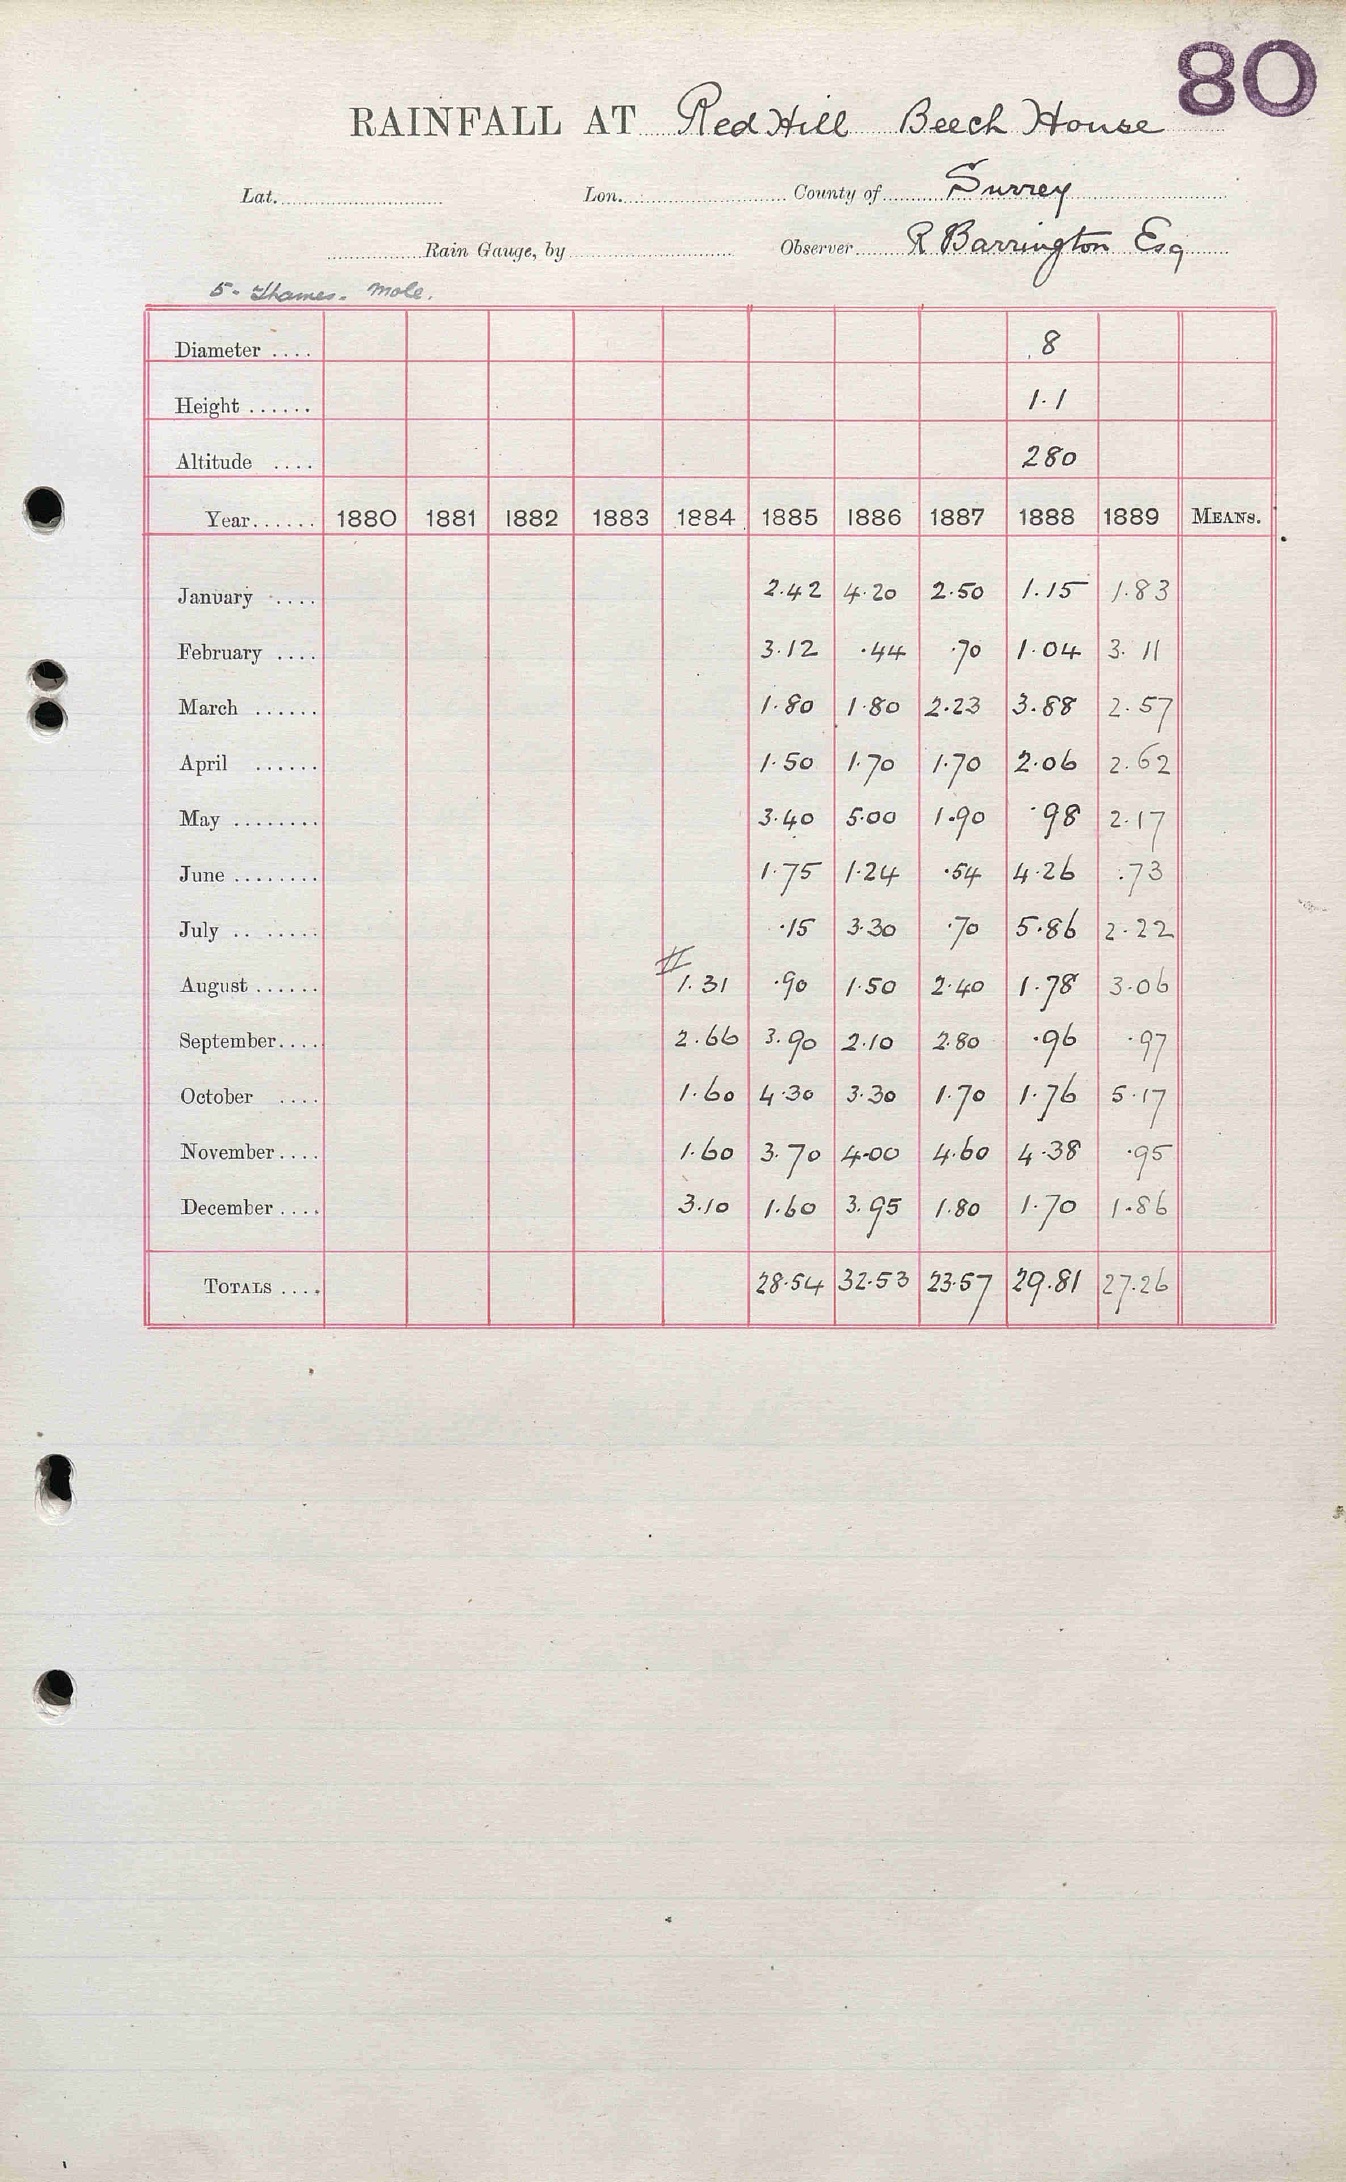 80
RAINFALL AT Red Hill Beech House
Lat. Lon. County of Surrey
Rain Gauge, by Observer R Barrington Esq
5- Thames. Mole.
Diameter .... 8
Height ...... 1.1
Altitude .... 280
Year...... 1880 1881 1882 1883 1884 1885 1886 1887 1888 1889 MEANS.
January .... 2.42 4.20 2.50 1.15 1.83
February .... 3.12 .44 .70 1.04 3.11
March ...... 1.80 1.80 2.23 3.88 2.57
April ...... 1.50 1.70 1.70 2.06 2.62
May ........ 3.40 5.00 1.90 .98 2.17
June ........ 1.75 1.24 .54 4.26 .73
July .. ..... .15 3.30 .70 5.86 2.22
August ...... # 1.31 .90 1.50 2.40 1.78 3.06
September.... 2.66 3.90 2.10 2.80 .96 .97
October .... 1.60 4.30 3.30 1.70 1.76 5.17
November.... 1.60 3.70 4.00 4.60 4.38 .95
December.... 3.10 1.60 3.95 1.80 1.70 1.86
TOTALS .... 28.54 32.53 23.57 29.81 27.26